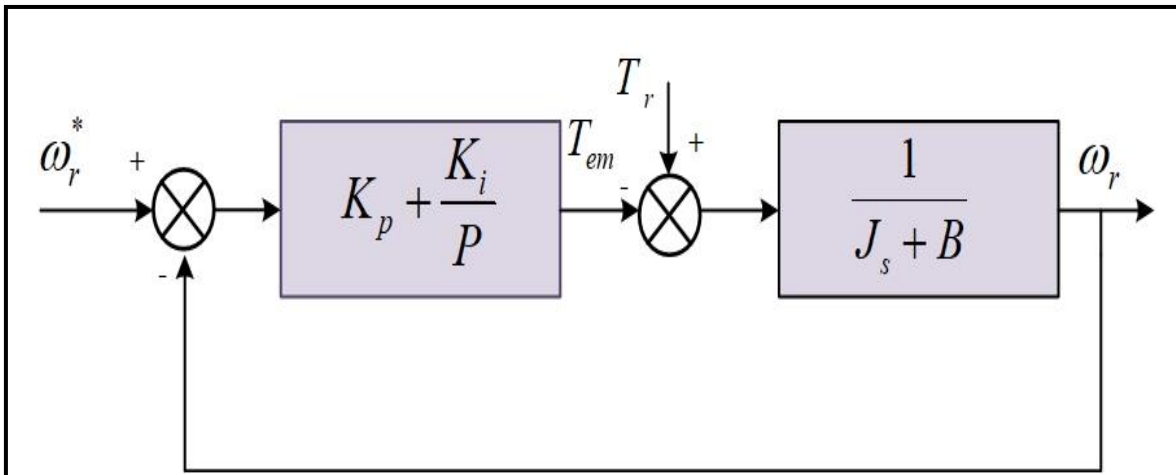 ω_r^*
+
-
K_p + K_i/P
T_em
-
T_r
+
1/(J_s + B)
ω_r